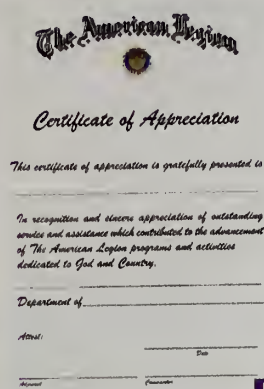 The American Legion
Certificate of Appreciation
This certificate of appreciation is gratefully presented to
In recognition and sincere appreciation of outstanding
service and assistance which contributed to the advancement
of The American Legion programs and activities
dedicated to God and Country.
Department of
Attest:
Date
Adjutant Commander